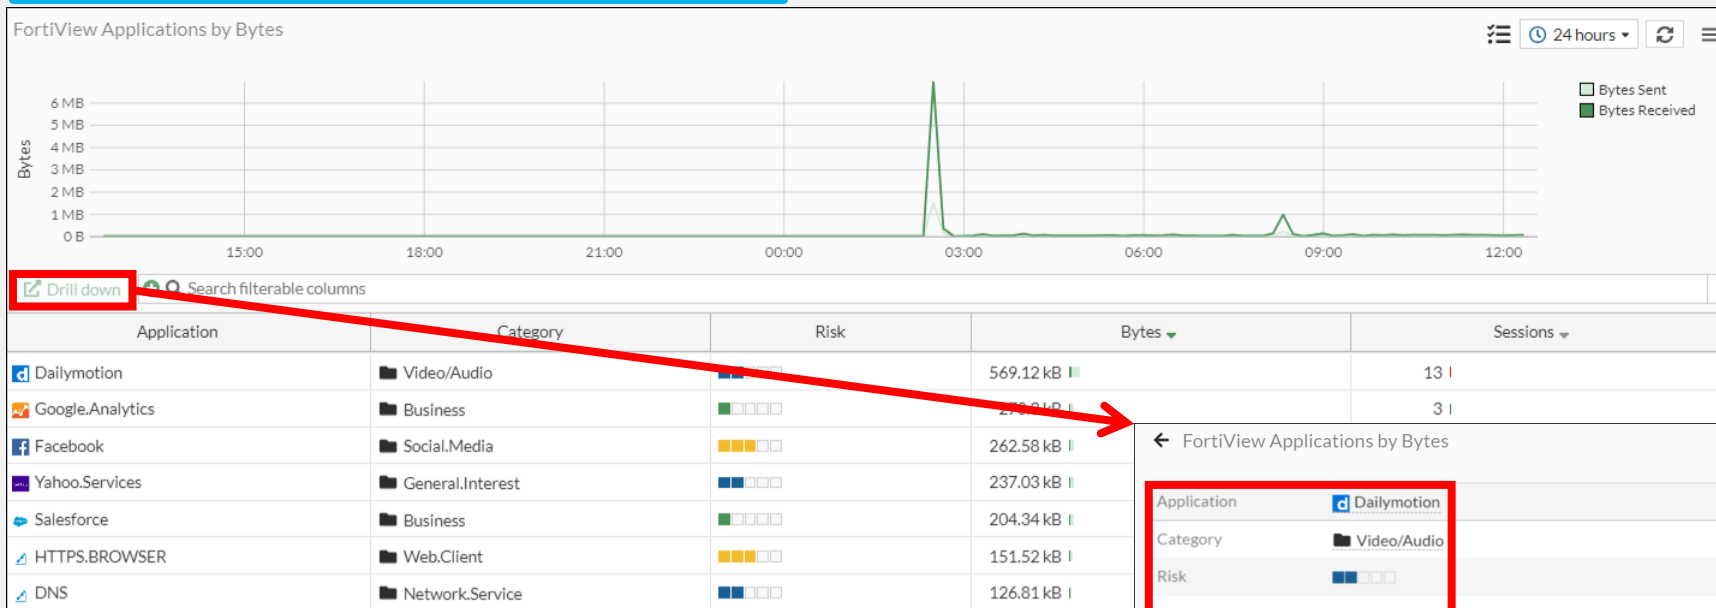 FortiView Applications by Bytes
24 hours
Bytes Sent
Bytes Received
Bytes
6 MB
5 MB
4 MB
3 MB
2 MB
1 MB
0 B
15:00 18:00 21:00 00:00 03:00 06:00 09:00 12:00
Drill down Search filterable columns
Application Category Risk Bytes Sessions
Dailymotion Video/Audio 569.12 kB 13
Google.Analytics Business kB 3
Facebook Social.Media 262.58 kB
Yahoo.Services General.Interest 237.03 kB
Salesforce Business 204.34 kB
HTTPS.BROWSER Web.Client 151.52 kB
DNS Network.Service 126.81 kB
FortiView Applications by Bytes
Application Dailymotion
Category Video/Audio
Risk